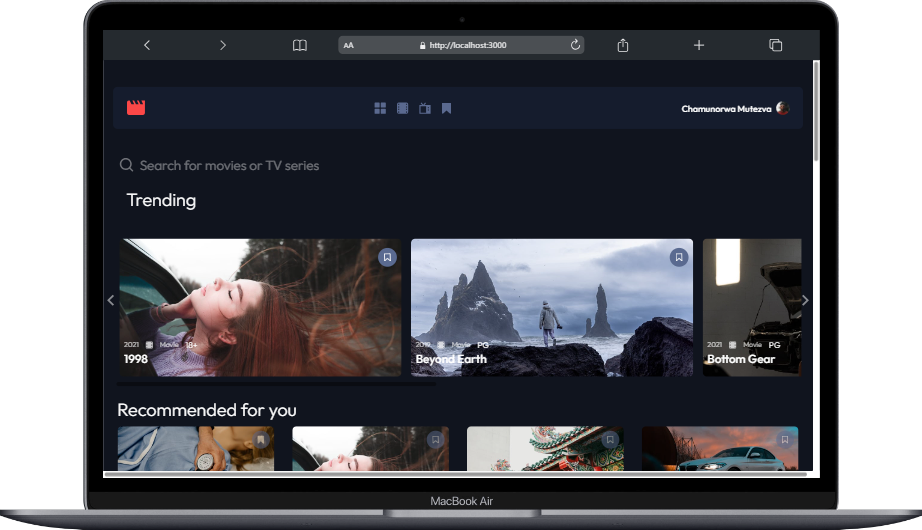 AA http://localhost:3000
Chamunorwa Mutezva
Search for movies or TV series
Trending
2021 Movie 18+
1998
2019 Movie PG
Beyond Earth
2021 Movie PG
Bottom Gear
Recommended for you
MacBook Air